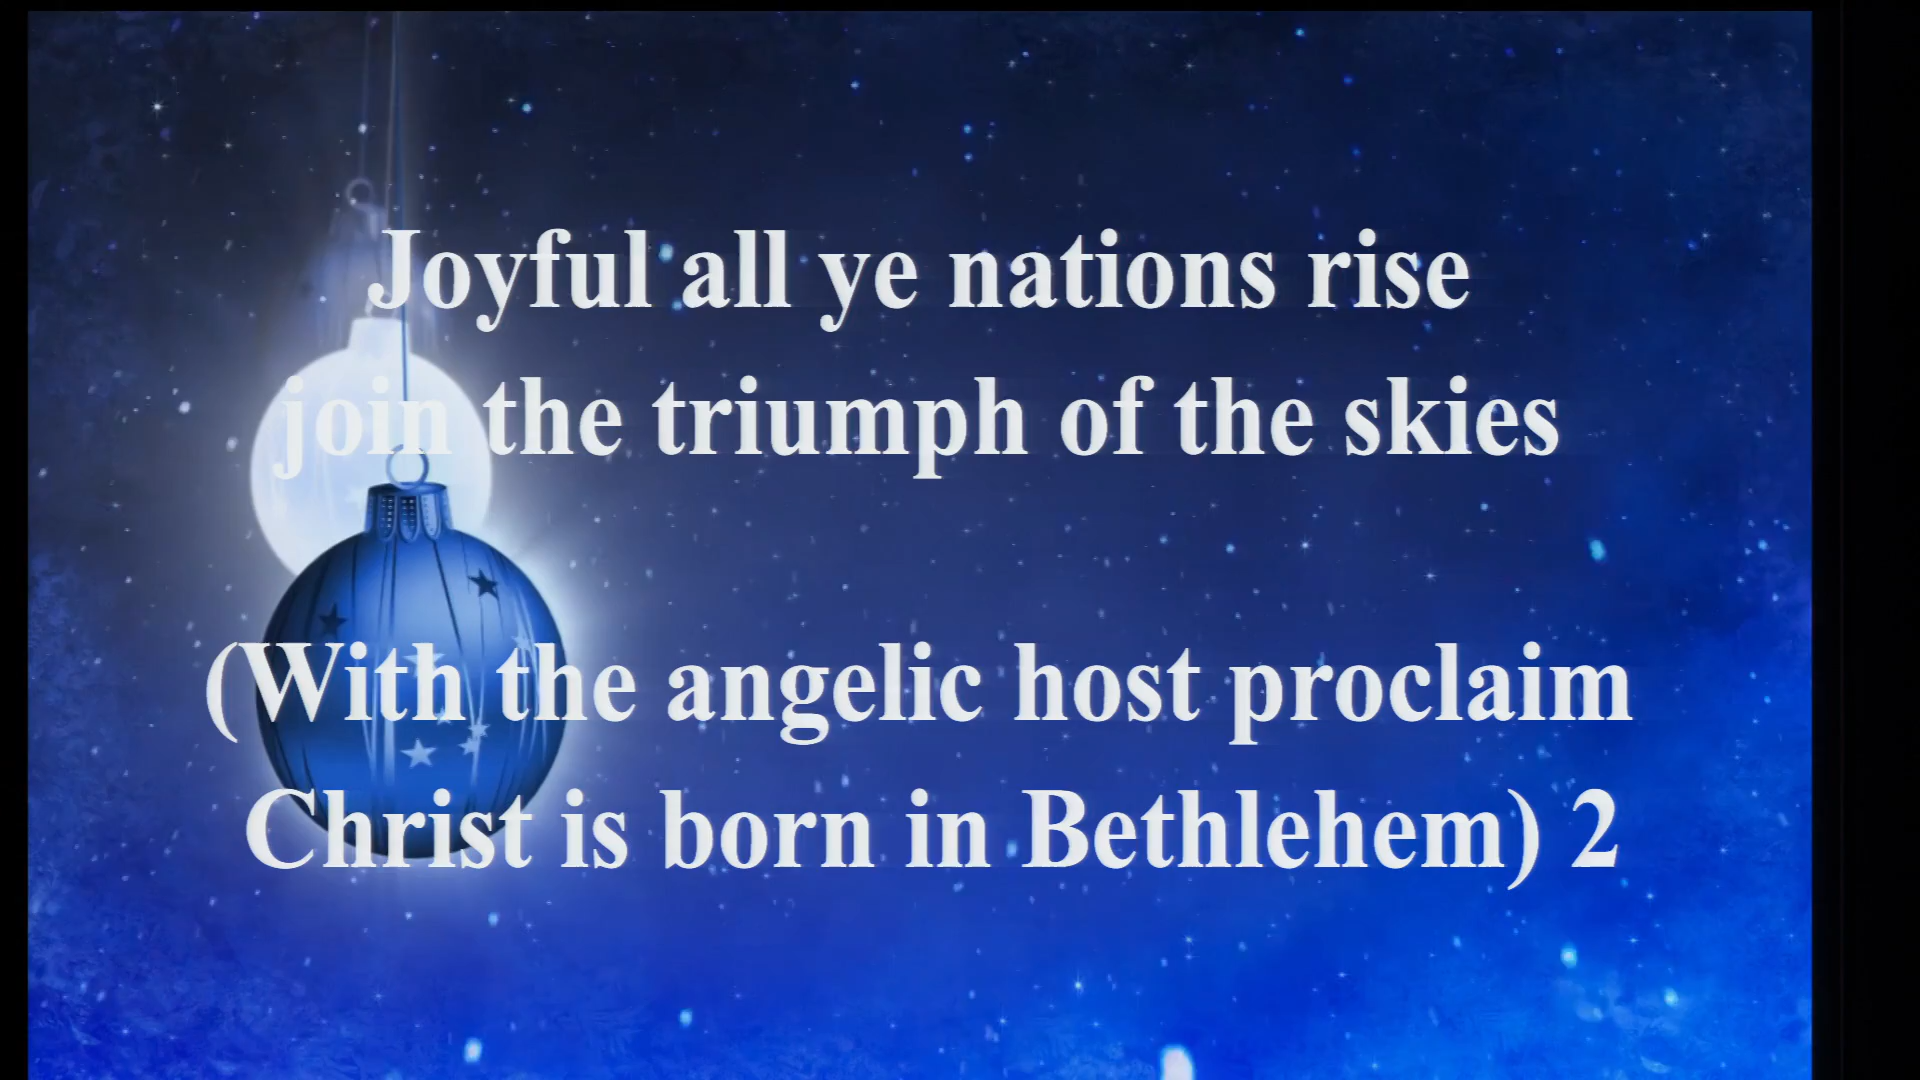 Joyful all ye nations rise
join the triumph of the skies
(With the angelic host proclaim
Christ is born in Bethlehem) 2